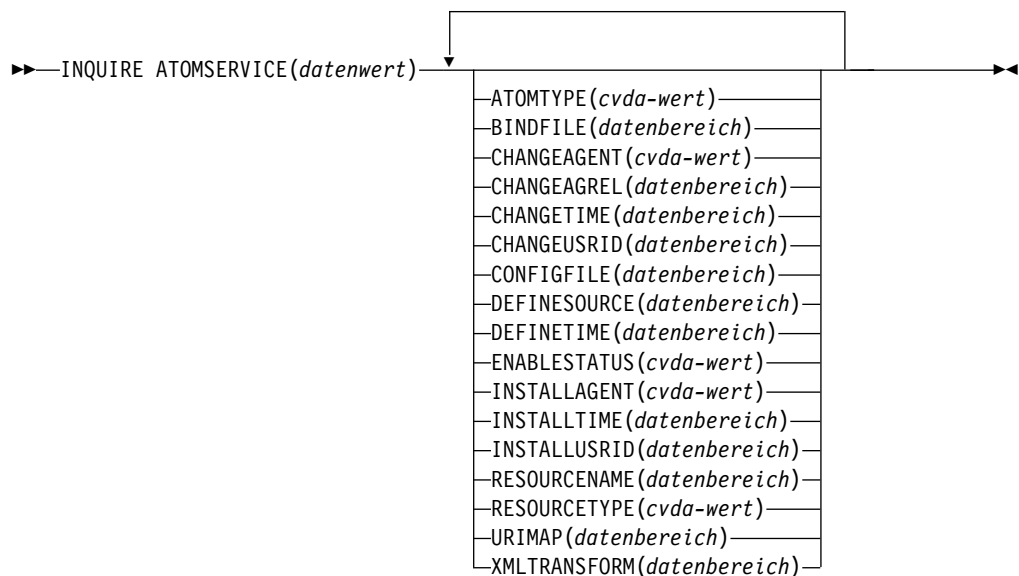 INQUIRE ATOMSERVICE(datenwert)
ATOMTYPE(cvda-wert)
BINDFILE(datenbereich)
CHANGEAGENT(cvda-wert)
CHANGEAGREL(datenbereich)
CHANGETIME(datenbereich)
CHANGEUSRID(datenbereich)
CONFIGFILE(datenbereich)
DEFINESOURCE(datenbereich)
DEFINETIME(datenbereich)
ENABLESTATUS(cvda-wert)
INSTALLAGENT(cvda-wert)
INSTALLTIME(datenbereich)
INSTALLUSRID(datenbereich)
RESOURCENAME(datenbereich)
RESOURCETYPE(cvda-wert)
URIMAP(datenbereich)
XMLTRANSFORM(datenbereich)